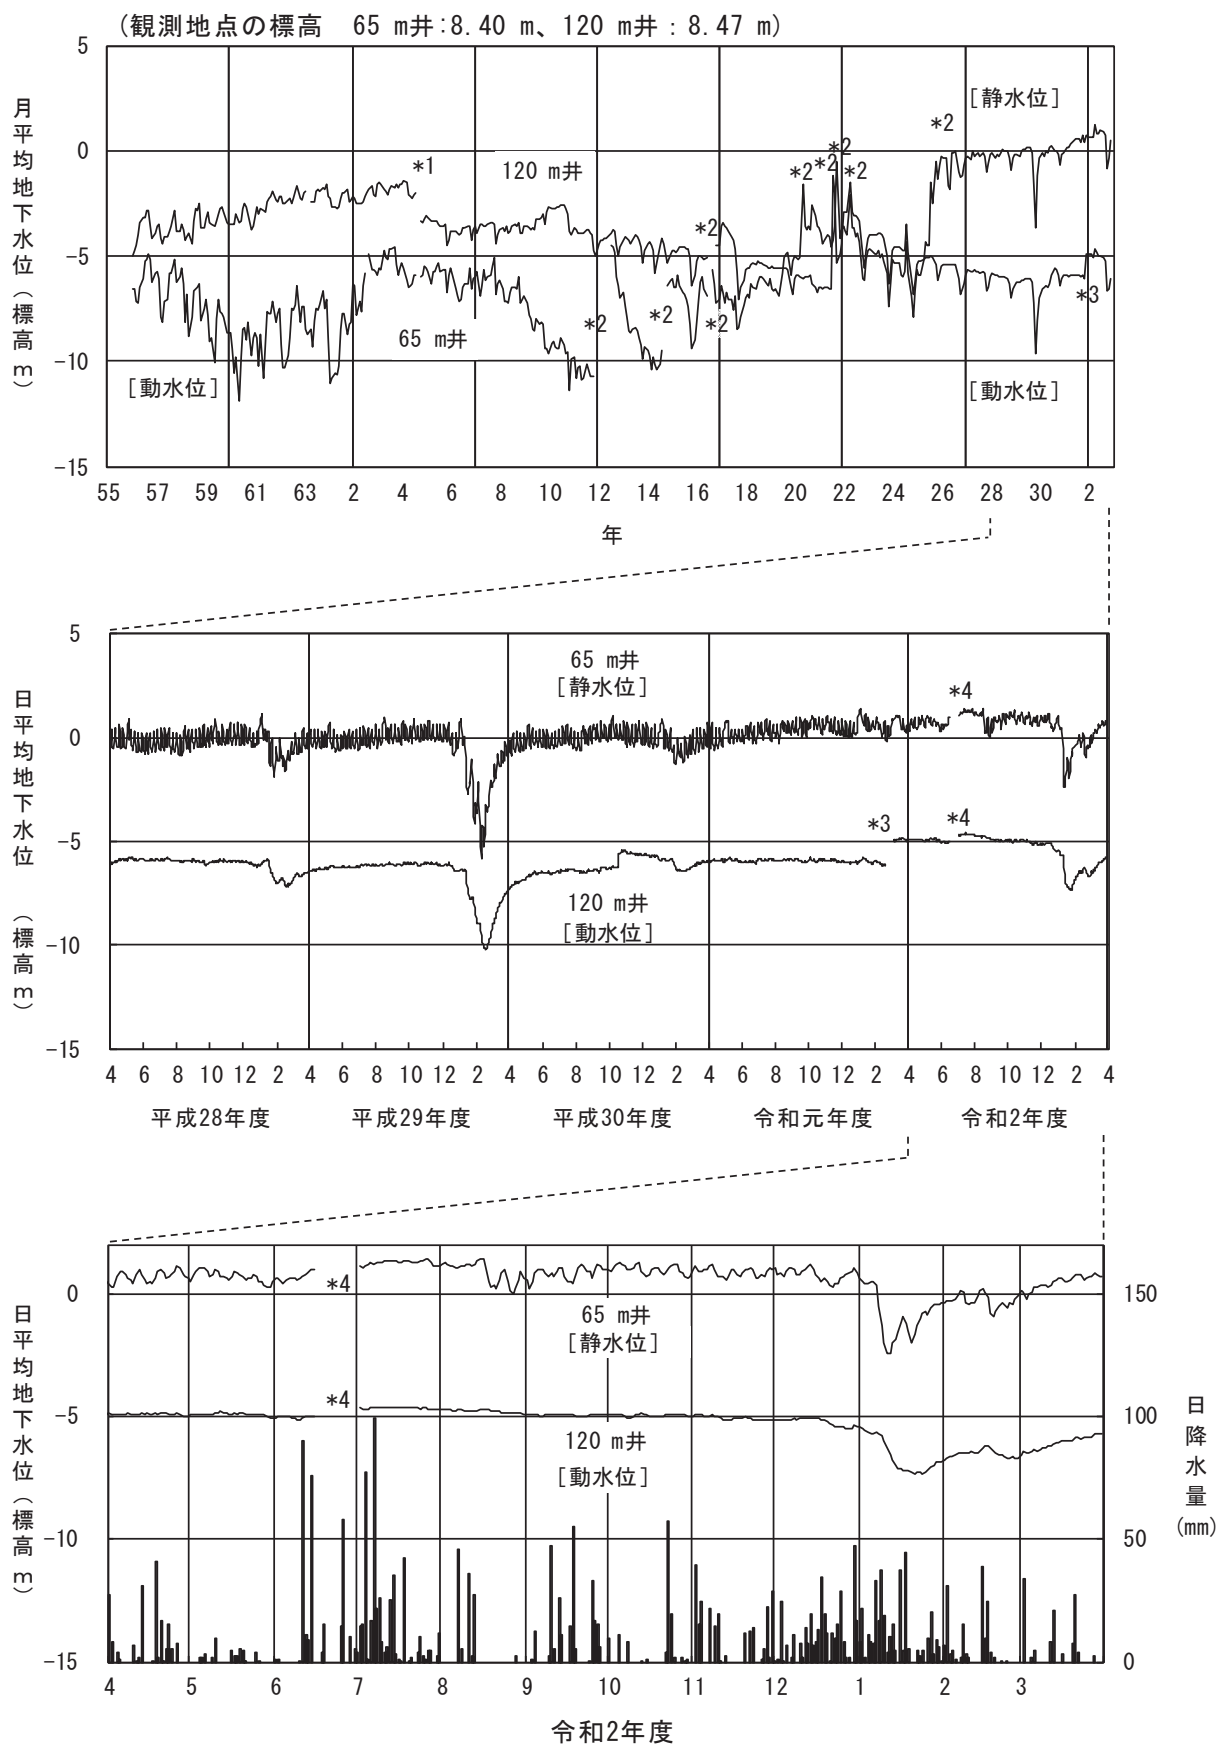 (観測地点の標高　65 m井:8.40 m、120 m井：8.47 m)
月平均地下水位（標高m）
5
0
-5
-10
-15
[静水位]
*2
*1
120 m井
*2
*2
*2
*2
*2
*2
*2
*2
*2
*3
65 m井
[動水位]
[動水位]
55 57 59 61 63 2 4 6 8 10 12 14 16 18 20 22 24 26 28 30 2
年
日平均地下水位　（標高m）
5
0
-5
-10
-15
65 m井
[静水位]
*4
*3
*4
120 m井
[動水位]
4 6 8 10 12 2 4 6 8 10 12 2 4 6 8 10 12 2 4 6 8 10 12 2 4 6 8 10 12 2 4
平成28年度 平成29年度 平成30年度 令和元年度 令和2年度
日平均地下水位（標高m）
0
-5
-10
-15
*4
65 m井
[静水位]
*4
120 m井
[動水位]
150
100
50
0
日降水量
(mm)
4 5 6 7 8 9 10 11 12 1 2 3
令和2年度